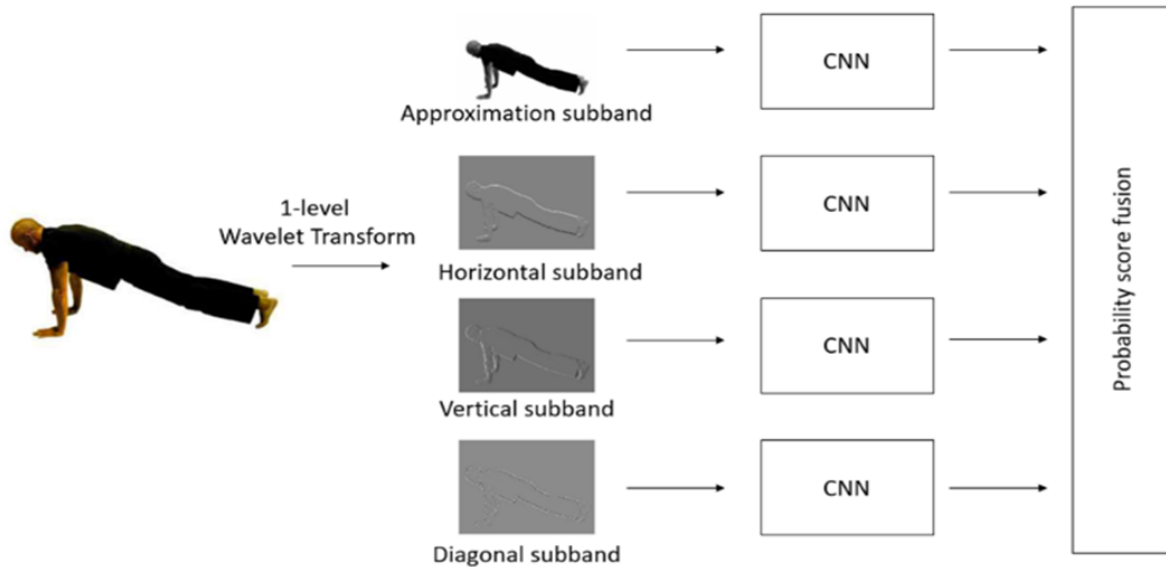 1-level
Wavelet Transform
Approximation subband
CNN
Horizontal subband
CNN
Vertical subband
CNN
Diagonal subband
CNN
Probability score fusion